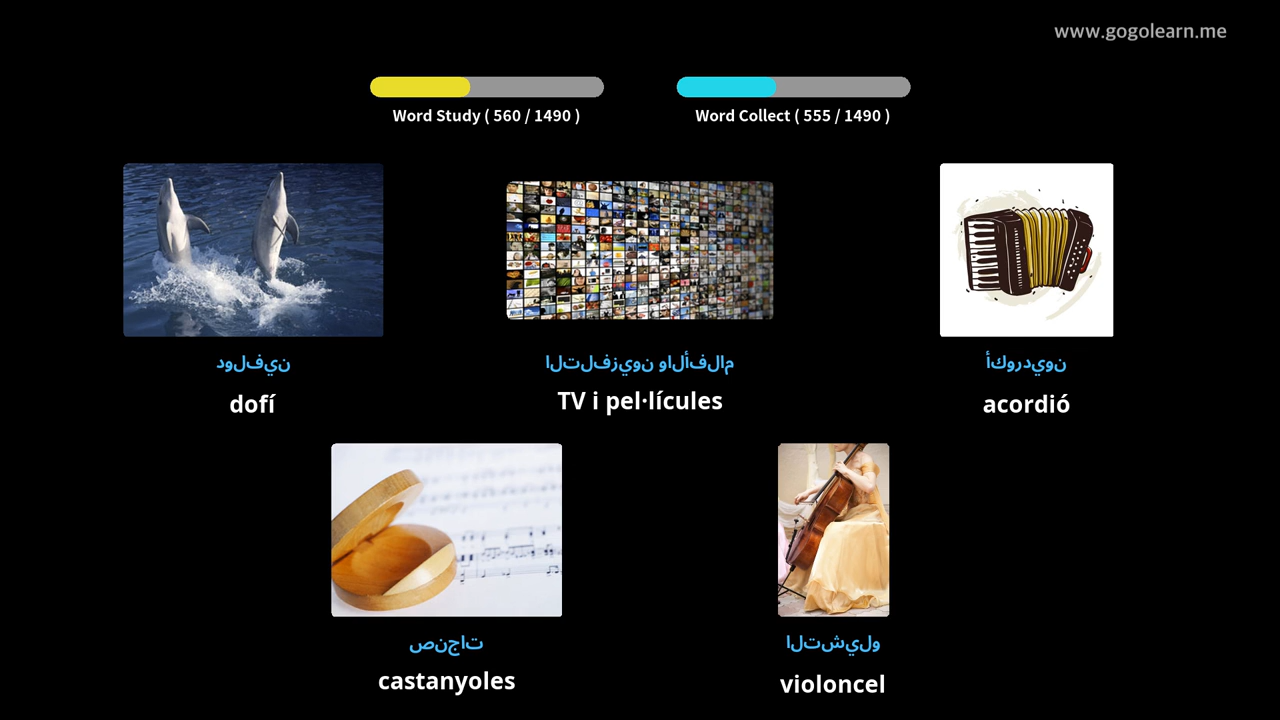 www.gogolearn.me
Word Study ( 560 / 1490 )
Word Collect ( 555 / 1490 )
دولفين
dofí
التلفزيون والأفلام
TV i pel·lícules
أكورديون
acordió
صنجات
castanyoles
التشيلو
violoncel